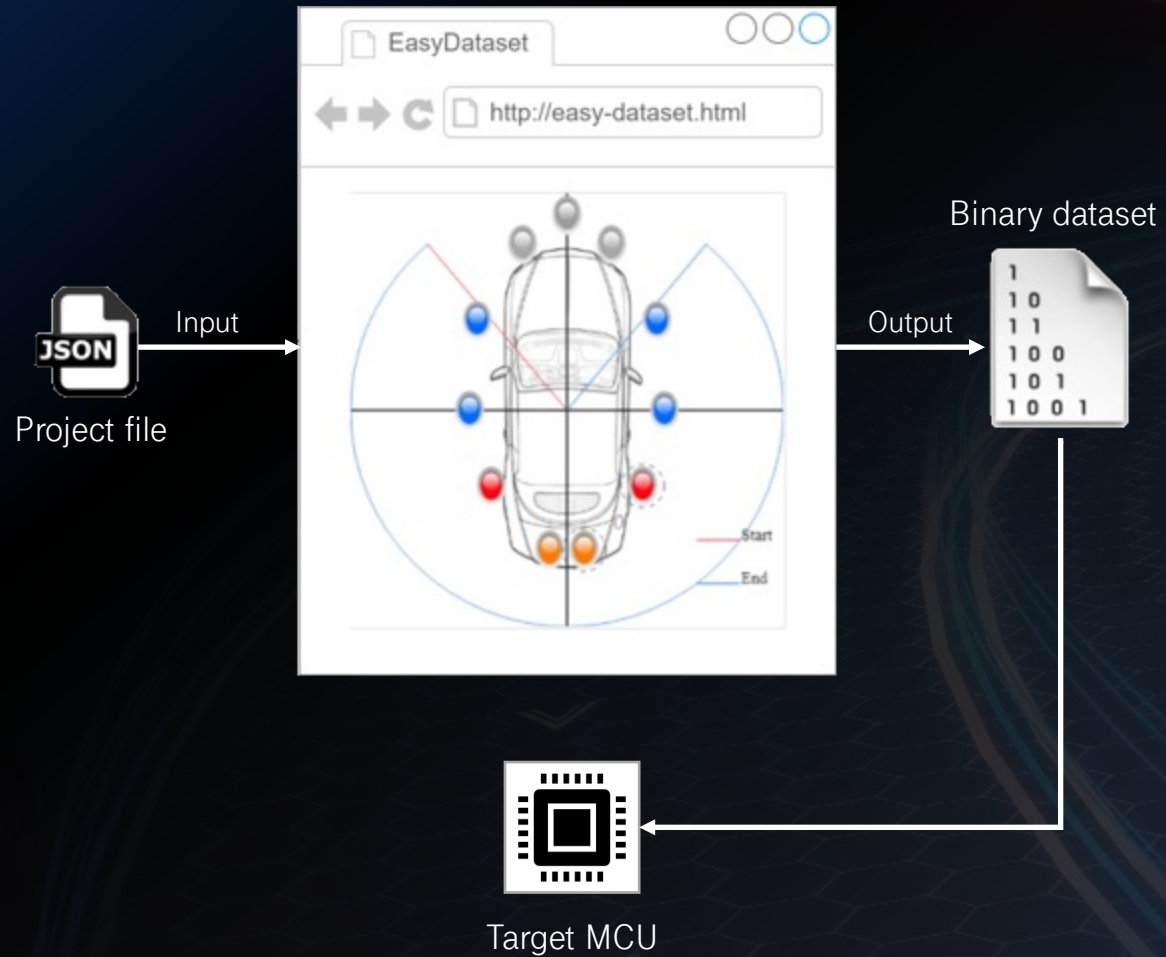 EasyDataset
http://easy-dataset.html
Binary dataset
1
1 0
1 1
1 0 0
1 0 1
1 0 0 1
JSON
Input
Output
Project file
Start
End
Target MCU